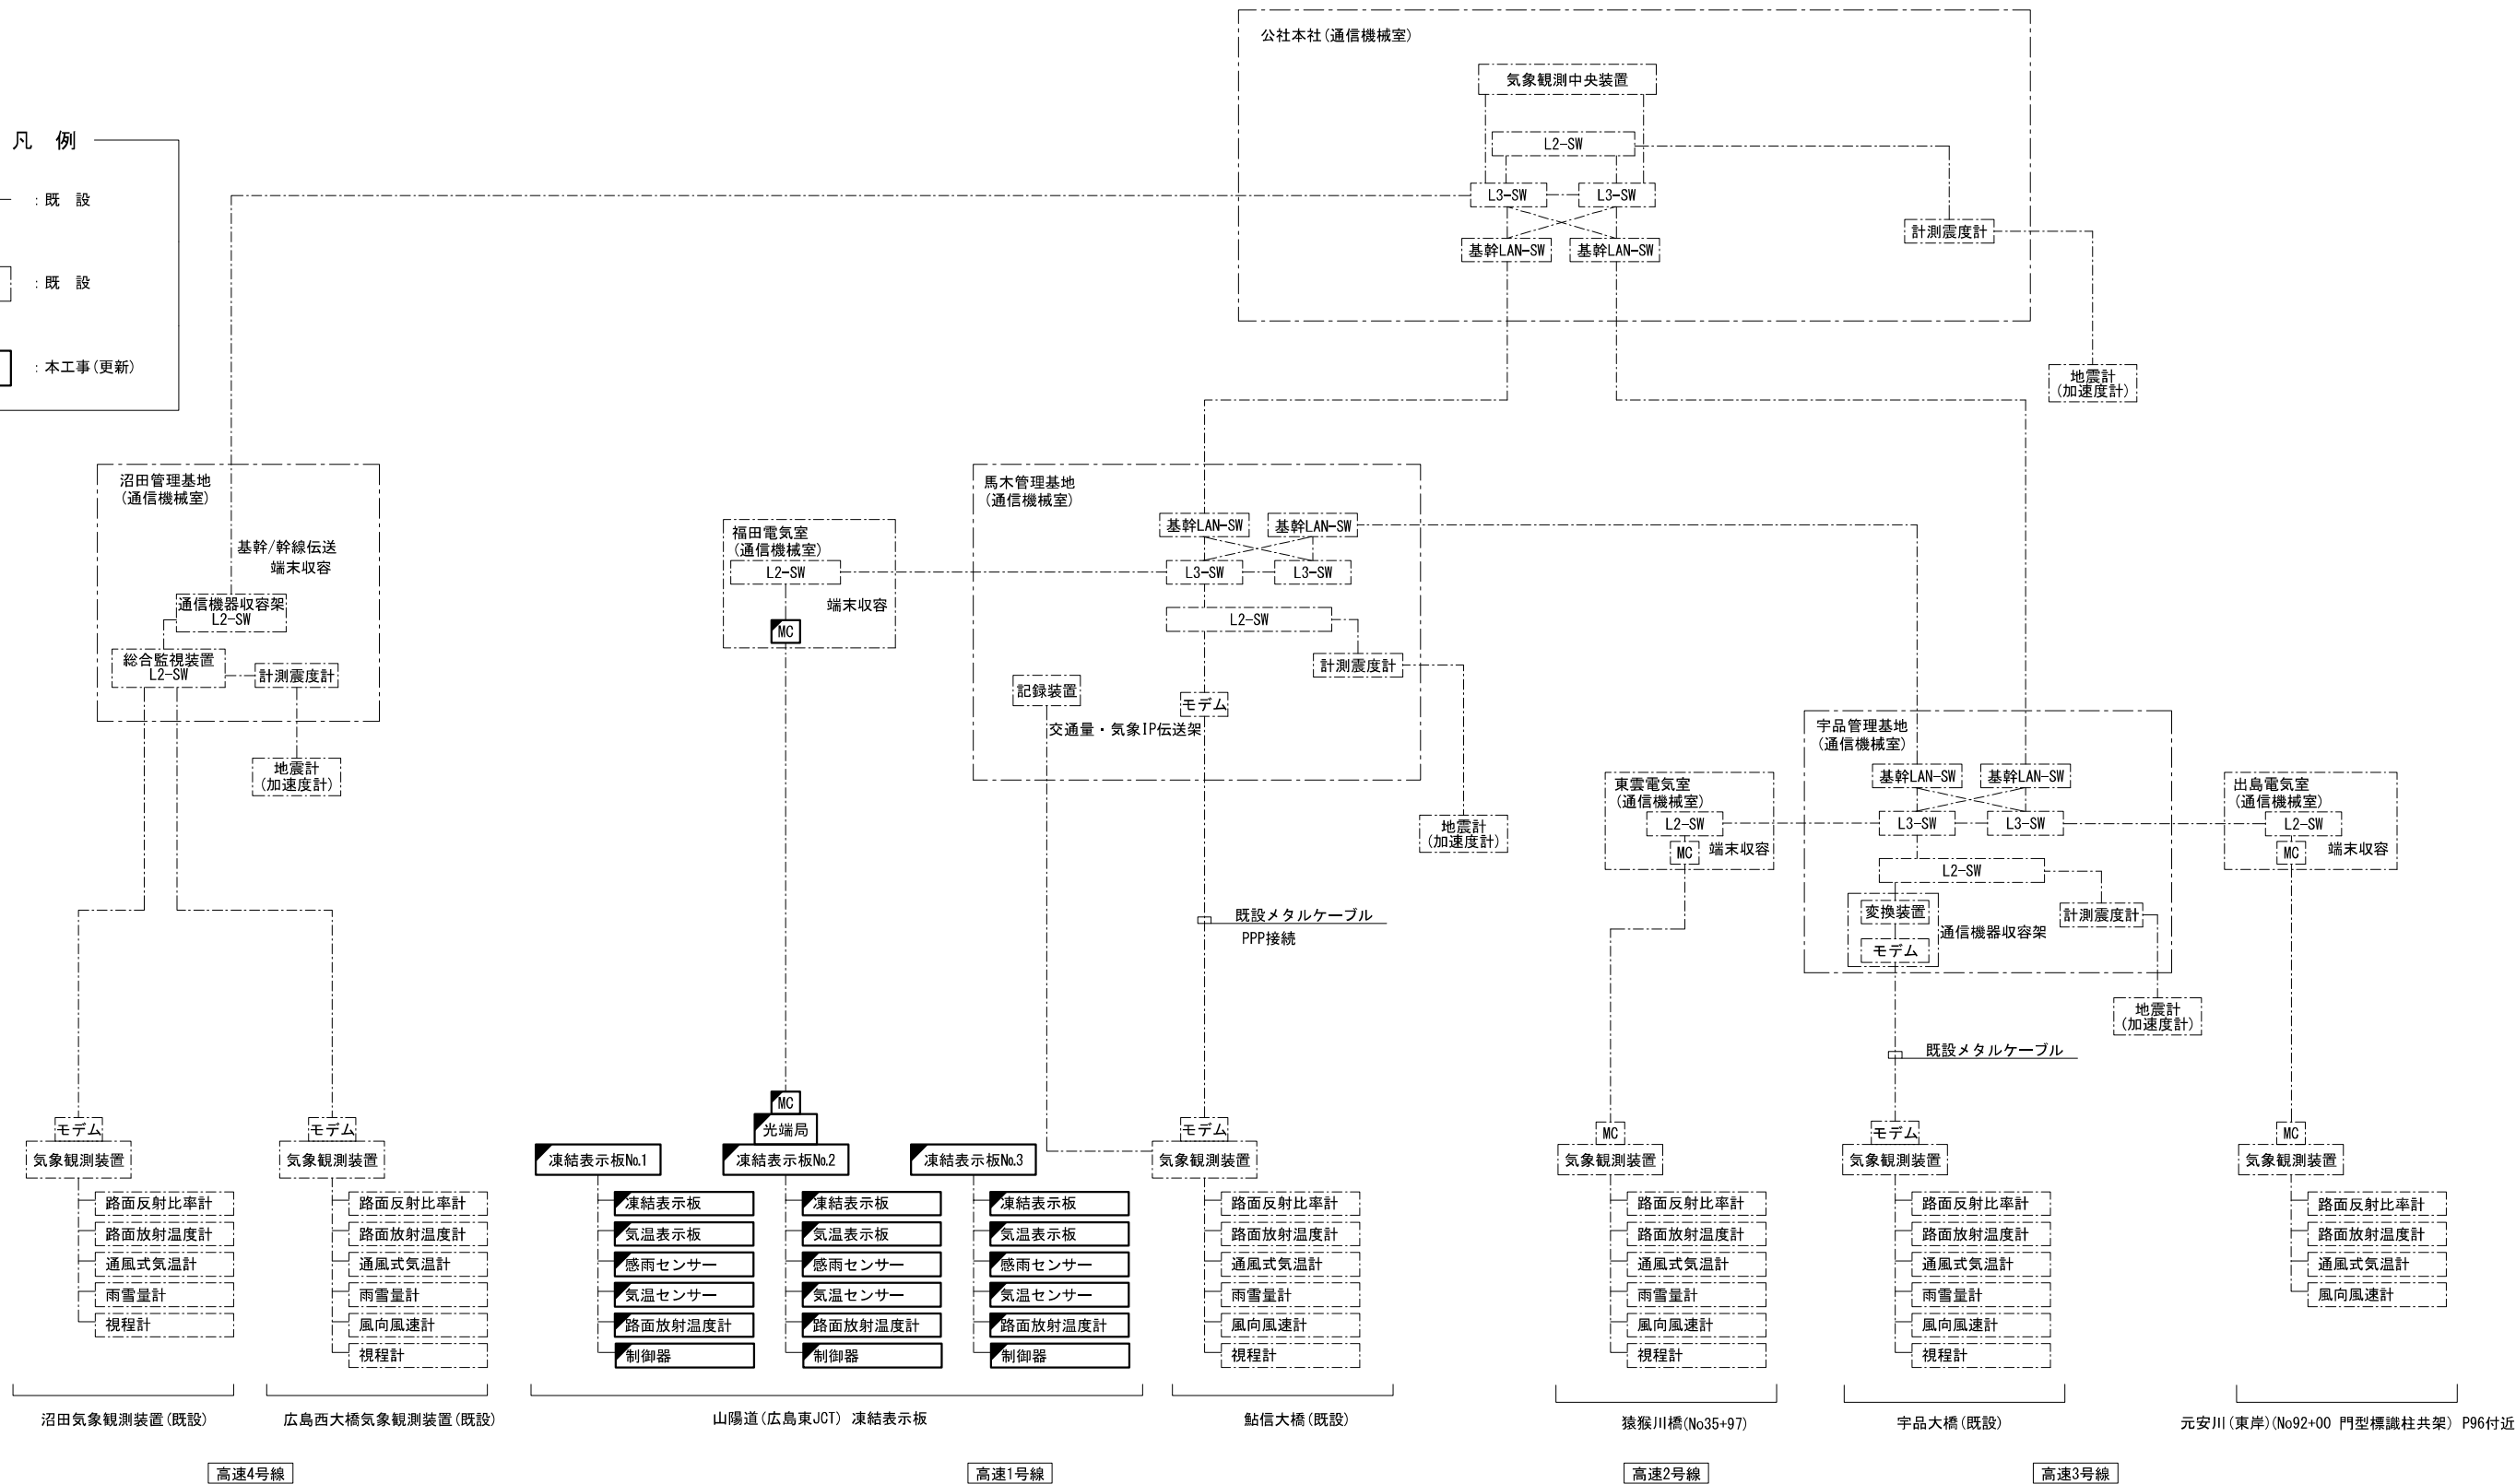 公社本社(通信機械室)
気象観測中央装置
L2-SW
L3-SW
L3-SW
基幹LAN-SW
基幹LAN-SW
計測震度計
地震計
(加速度計)
凡 例
:既 設
:既 設
:本工事(更新)
沼田管理基地
(通信機械室)
基幹/幹線伝送
端末収容
通信機器収容架
L2-SW
総合監視装置
L2-SW
計測震度計
地震計
(加速度計)
福田電気室
(通信機械室)
L2-SW
端末収容
MC
馬木管理基地
(通信機械室)
基幹LAN-SW
基幹LAN-SW
L3-SW
L3-SW
L2-SW
計測震度計
記録装置
モデム
交通量・気象IP伝送架
地震計
(加速度計)
既設メタルケーブル
PPP接続
宇品管理基地
(通信機械室)
基幹LAN-SW
基幹LAN-SW
L3-SW
L3-SW
L2-SW
変換装置
モデム
通信機器収容架
計測震度計
地震計
(加速度計)
既設メタルケーブル
東雲電気室
(通信機械室)
L2-SW
MC
端末収容
出島電気室
(通信機械室)
L2-SW
MC
端末収容
モデム
気象観測装置
路面反射比率計
路面放射温度計
通風式気温計
雨雪量計
視程計
沼田気象観測装置(既設)
モデム
気象観測装置
路面反射比率計
路面放射温度計
通風式気温計
雨雪量計
風向風速計
視程計
広島西大橋気象観測装置(既設)
高速4号線
凍結表示板No.1
凍結表示板
気温表示板
感雨センサー
気温センサー
路面放射温度計
制御器
MC
光端局
凍結表示板No.2
凍結表示板
気温表示板
感雨センサー
気温センサー
路面放射温度計
制御器
凍結表示板No.3
凍結表示板
気温表示板
感雨センサー
気温センサー
路面放射温度計
制御器
山陽道(広島東JCT) 凍結表示板
モデム
気象観測装置
路面反射比率計
路面放射温度計
通風式気温計
雨雪量計
風向風速計
視程計
鮎信大橋(既設)
高速1号線
MC
気象観測装置
路面反射比率計
路面放射温度計
通風式気温計
雨雪量計
風向風速計
視程計
猿猴川橋(No35+97)
高速2号線
モデム
気象観測装置
路面反射比率計
路面放射温度計
通風式気温計
雨雪量計
風向風速計
視程計
宇品大橋(既設)
MC
気象観測装置
路面反射比率計
路面放射温度計
通風式気温計
風向風速計
元安川(東岸)(No92+00 門型標識柱共架) P96付近
高速3号線